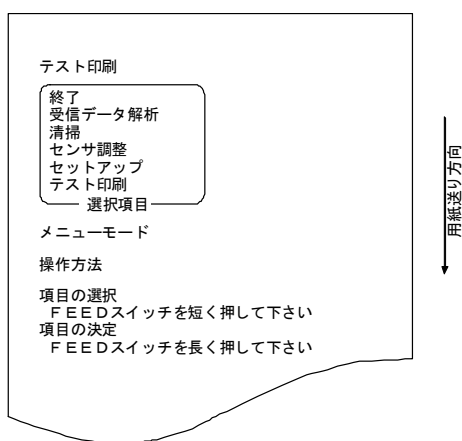 テスト印刷
終了
受信データ解析
清掃
センサ調整
セットアップ
テスト印刷
選択項目
メニューモード
操作方法
項目の選択
ＦＥＥＤスイッチを短く押して下さい
項目の決定
ＦＥＥＤスイッチを長く押して下さい
用紙送り方向